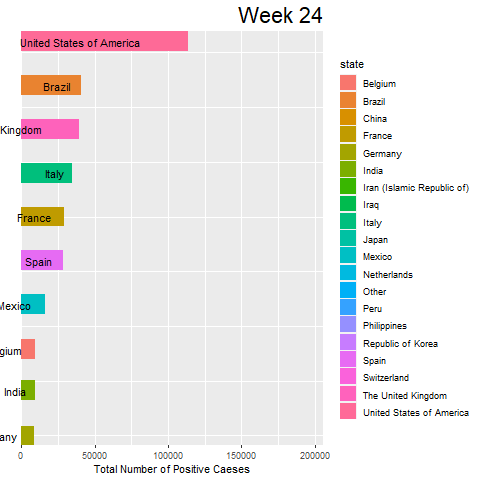 Week 24
United States of America
Brazil
Kingdom
Italy
France
Spain
Mexico
gium
India
any
0 50000 100000 150000 200000
Total Number of Positive Caeses
state
Belgium
Brazil
China
France
Germany
India
Iran (Islamic Republic of)
Iraq
Italy
Japan
Mexico
Netherlands
Other
Peru
Philippines
Republic of Korea
Spain
Switzerland
The United Kingdom
United States of America